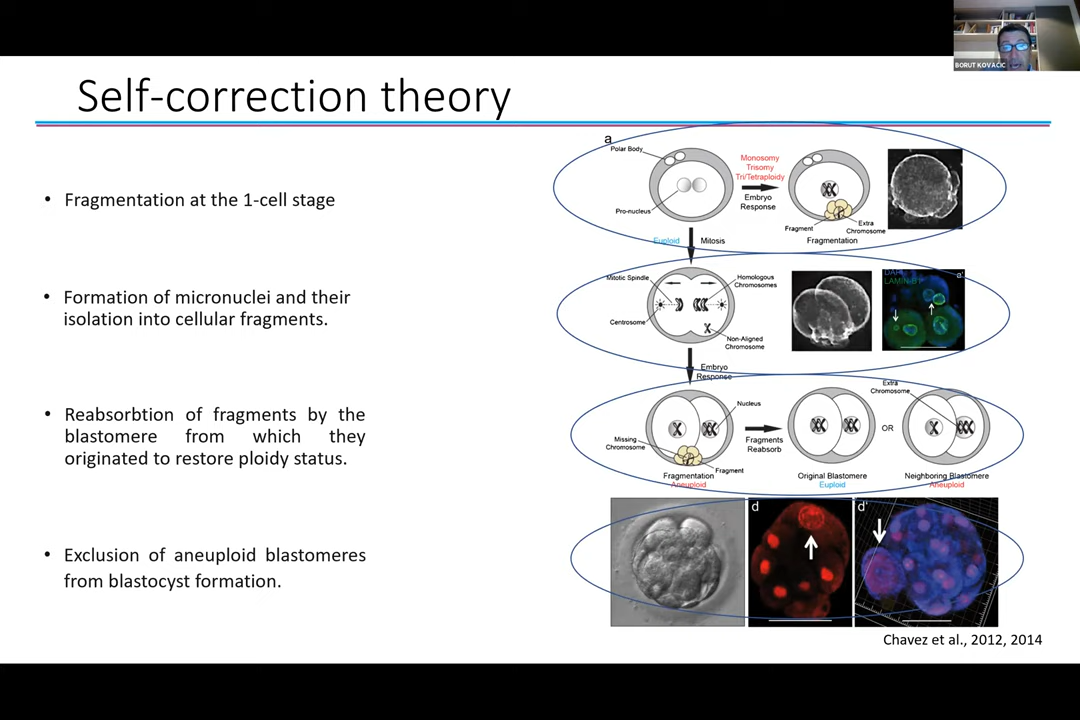 BORUT KOVACIC
Self-correction theory
• Fragmentation at the 1-cell stage
• Formation of micronuclei and their
isolation into cellular fragments.
• Reabsorbtion of fragments by the
blastomere from which they
originated to restore ploidy status.
• Exclusion of aneuploid blastomeres
from blastocyst formation.
a
Polar Body
Pro-nucleus
Monosomy
Trisomy
Tri/Tetraploidy
Embryo
Response
Fragment
Extra
Chromosome
Fragmentation
Euploid
Mitosis
Mitotic Spindle
Homologous
Chromosomes
Centrosome
Non-Aligned
Chromosome
DAPI
LAMIN-B1
a'
Embryo
Response
Nucleus
Missing
Chromosome
Fragment
Fragmentation
Aneuploid
Fragments
Reabsorb
Original Blastomere
Euploid
OR
Extra
Chromosome
Neighboring Blastomere
Aneuploid
d
d'
Chavez et al., 2012, 2014